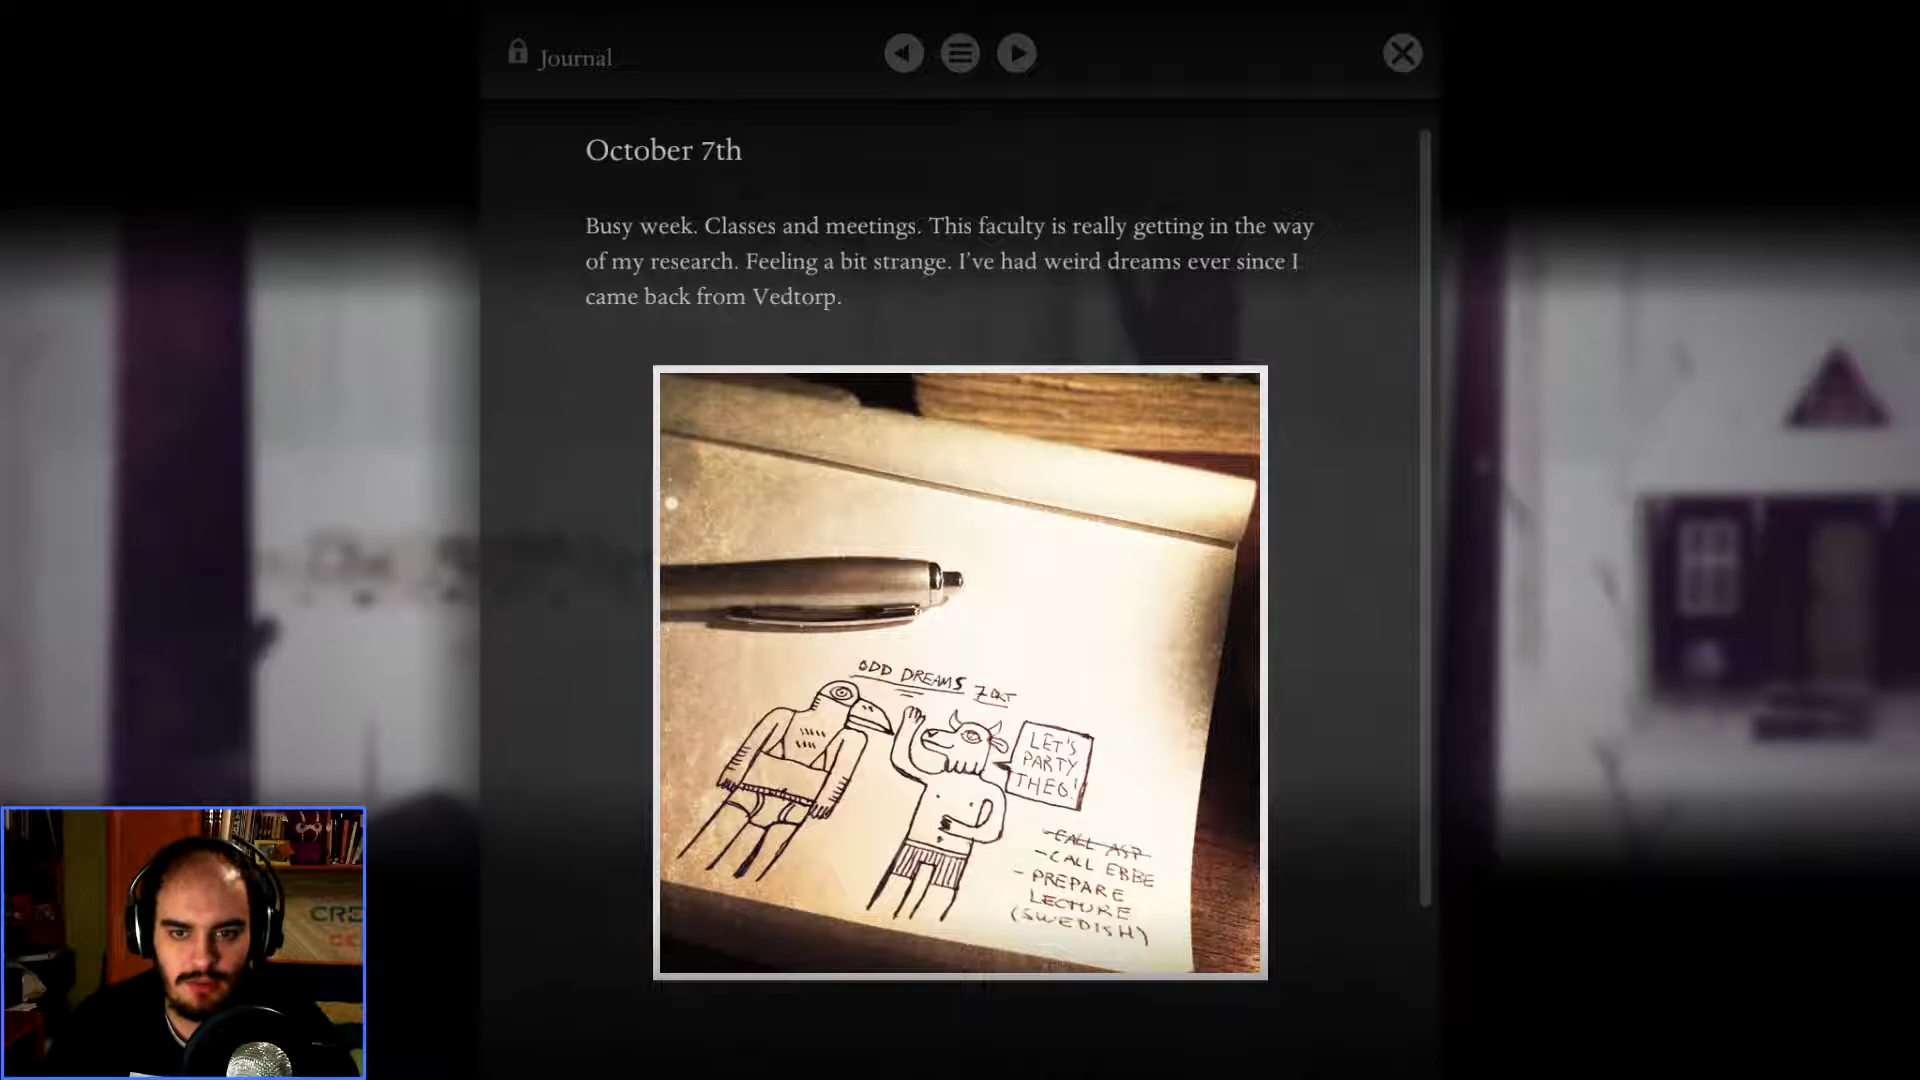 Journal
October 7th
Busy week. Classes and meetings. This faculty is really getting in the way
of my research. Feeling a bit strange. I've had weird dreams ever since I
came back from Vedtorp.
ODD DREAMS 7 OKT
LET'S
PARTY
THEO!
-CALL ASP
-CALL EBBE
-PREPARE
LECTURE
(SWEDISH)
CRE